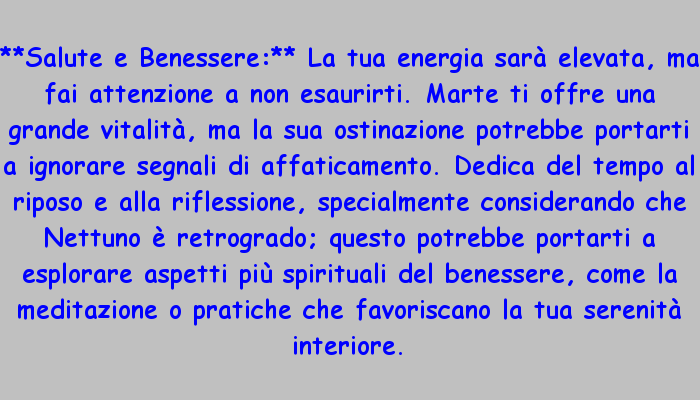 **Salute e Benessere:** La tua energia sarà elevata, ma
fai attenzione a non esaurirti. Marte ti offre una
grande vitalità, ma la sua ostinazione potrebbe portarti
a ignorare segnali di affaticamento. Dedica del tempo al
riposo e alla riflessione, specialmente considerando che
Nettuno è retrogrado; questo potrebbe portarti a
esplorare aspetti più spirituali del benessere, come la
meditazione o pratiche che favoriscano la tua serenità
interiore.